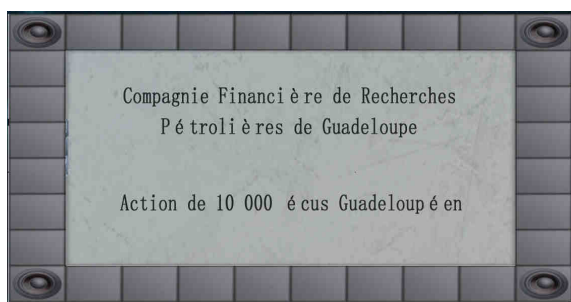 Compagnie Financière de Recherches
Pétrolières de Guadeloupe
Action de 10 000 écus Guadeloupéen